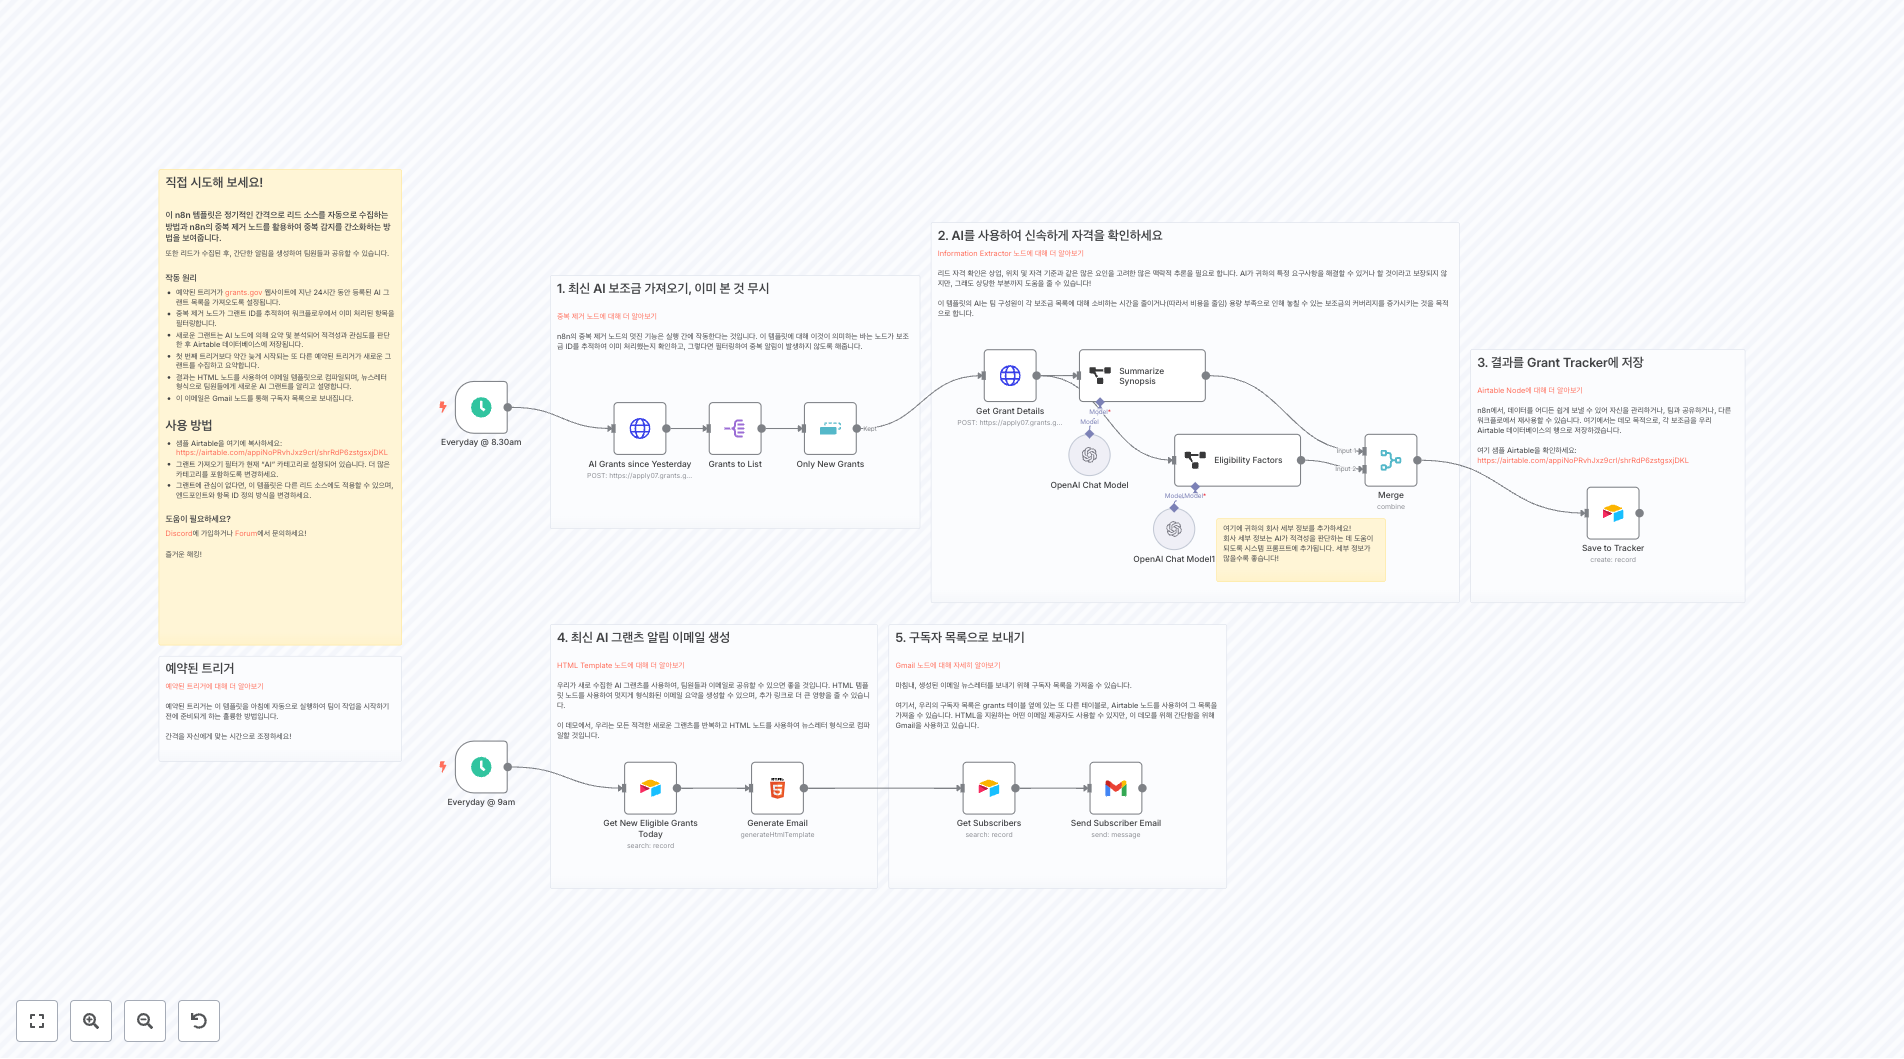 직접 시도해 보세요!
이 n8n 템플릿은 정기적인 간격으로 리드 소스를 자동으로 수집하는
방법과 n8n의 중복 제거 노드를 활용하여 중복 감지를 간소화하는 방
법을 보여줍니다.
또한 리드가 수집된 후, 간단한 알림을 생성하여 팀원들과 공유할 수 있습니다.
작동 원리
• 예약된 트리거가 grants.gov 웹사이트에 지난 24시간 동안 등록된 AI 그
랜트 목록을 가져오도록 설정됩니다.
• 중복 제거 노드가 그랜트 ID를 추적하여 워크플로우에서 이미 처리된 항목을
필터링합니다.
• 새로운 그랜트는 AI 노드에 의해 요약 및 분석되어 적격성과 관심도를 판단
한 후 Airtable 데이터베이스에 저장됩니다.
• 첫 번째 트리거보다 약간 늦게 시작되는 또 다른 예약된 트리거가 새로운 그
랜트를 수집하고 요약합니다.
• 결과는 HTML 노드를 사용하여 이메일 템플릿으로 컴파일되며, 뉴스레터
형식으로 팀원들에게 새로운 AI 그랜트를 알리고 설명합니다.
• 이 이메일은 Gmail 노드를 통해 구독자 목록으로 보내집니다.
사용 방법
• 샘플 Airtable을 여기에 복사하세요:
https://airtable.com/appiNoPRvhJxz9crl/shrRdP6zstgsxjDKL
• 그랜트 가져오기 필터가 현재 "AI" 카테고리로 설정되어 있습니다. 더 많은
카테고리를 포함하도록 변경하세요.
• 그랜트에 관심이 없다면, 이 템플릿은 다른 리드 소스에도 적용할 수 있으며,
엔드포인트와 항목 ID 정의 방식을 변경하세요.
도움이 필요하세요?
Discord에 가입하거나 Forum에서 문의하세요!
즐거운 해킹!
예약된 트리거
예약된 트리거에 대해 더 알아보기
예약된 트리거는 이 템플릿을 아침에 자동으로 실행하여 팀이 작업을 시작하기
전에 준비되게 하는 훌륭한 방법입니다.
간격을 자신에게 맞는 시간으로 조정하세요!
Everyday @ 8.30am
1. 최신 AI 보조금 가져오기, 이미 본 것 무시
중복 제거 노드에 대해 더 알아보기
n8n의 중복 제거 노드의 멋진 기능은 실행 간에 작동한다는 것입니다. 이 템플릿에 대해 이것이 의미하는 바는 노드가 보조
금 ID를 추적하여 이미 처리했는지 확인하고, 그렇다면 필터링하여 중복 알림이 발생하지 않도록 해줍니다.
AI Grants since Yesterday
POST: https://apply07.grants.g...
Grants to List
Only New Grants
Kept
2. AI를 사용하여 신속하게 자격을 확인하세요
Information Extractor 노드에 대해 더 알아보기
리드 자격 확인은 상업, 위치 및 자격 기준과 같은 많은 요인을 고려한 많은 맥락적 추론을 필요로 합니다. AI가 귀하의 특정 요구사항을 해결할 수 있거나 할 것이라고 보장되지 않
지만, 그래도 상당한 부분까지 도움을 줄 수 있습니다!
이 템플릿의 AI는 팀 구성원이 각 보조금 목록에 대해 소비하는 시간을 줄이거나(따라서 비용을 줄임) 용량 부족으로 인해 놓칠 수 있는 보조금의 커버리지를 증가시키는 것을 목적
으로 합니다.
Get Grant Details
POST: https://apply07.grants.g...
Summarize
Synopsis
Model*
Model
OpenAI Chat Model
Eligibility Factors
Model
Model*
OpenAI Chat Model1
여기에 귀하의 회사 세부 정보를 추가하세요!
회사 세부 정보는 AI가 적격성을 판단하는 데 도움이
되도록 시스템 프롬프트에 추가됩니다. 세부 정보가
많을수록 좋습니다!
Input 1
Input 2
Merge
combine
3. 결과를 Grant Tracker에 저장
Airtable Node에 대해 더 알아보기
n8n에서, 데이터를 어디든 쉽게 보낼 수 있어 자신을 관리하거나, 팀과 공유하거나, 다른
워크플로에서 재사용할 수 있습니다. 여기에서는 데모 목적으로, 각 보조금을 우리
Airtable 데이터베이스의 행으로 저장하겠습니다.
여기 샘플 Airtable을 확인하세요:
https://airtable.com/appiNoPRvhJxz9crl/shrRdP6zstgsxjDKL
Save to Tracker
create: record
Everyday @ 9am
4. 최신 AI 그랜츠 알림 이메일 생성
HTML Template 노드에 대해 더 알아보기
우리가 새로 수집한 AI 그랜츠를 사용하여, 팀원들과 이메일로 공유할 수 있으면 좋을 것입니다. HTML 템플
릿 노드를 사용하여 멋지게 형식화된 이메일 요약을 생성할 수 있으며, 추가 링크로 더 큰 영향을 줄 수 있습니
다.
이 데모에서, 우리는 모든 적격한 새로운 그랜츠를 반복하고 HTML 노드를 사용하여 뉴스레터 형식으로 컴파
일할 것입니다.
Get New Eligible Grants
Today
search: record
Generate Email
generateHtmlTemplate
5. 구독자 목록으로 보내기
Gmail 노드에 대해 자세히 알아보기
마침내, 생성된 이메일 뉴스레터를 보내기 위해 구독자 목록을 가져올 수 있습니다.
여기서, 우리의 구독자 목록은 grants 테이블 옆에 있는 또 다른 테이블로, Airtable 노드를 사용하여 그 목록을
가져올 수 있습니다. HTML을 지원하는 어떤 이메일 제공자도 사용할 수 있지만, 이 데모를 위해 간단함을 위해
Gmail을 사용하고 있습니다.
Get Subscribers
search: record
Send Subscriber Email
send: message